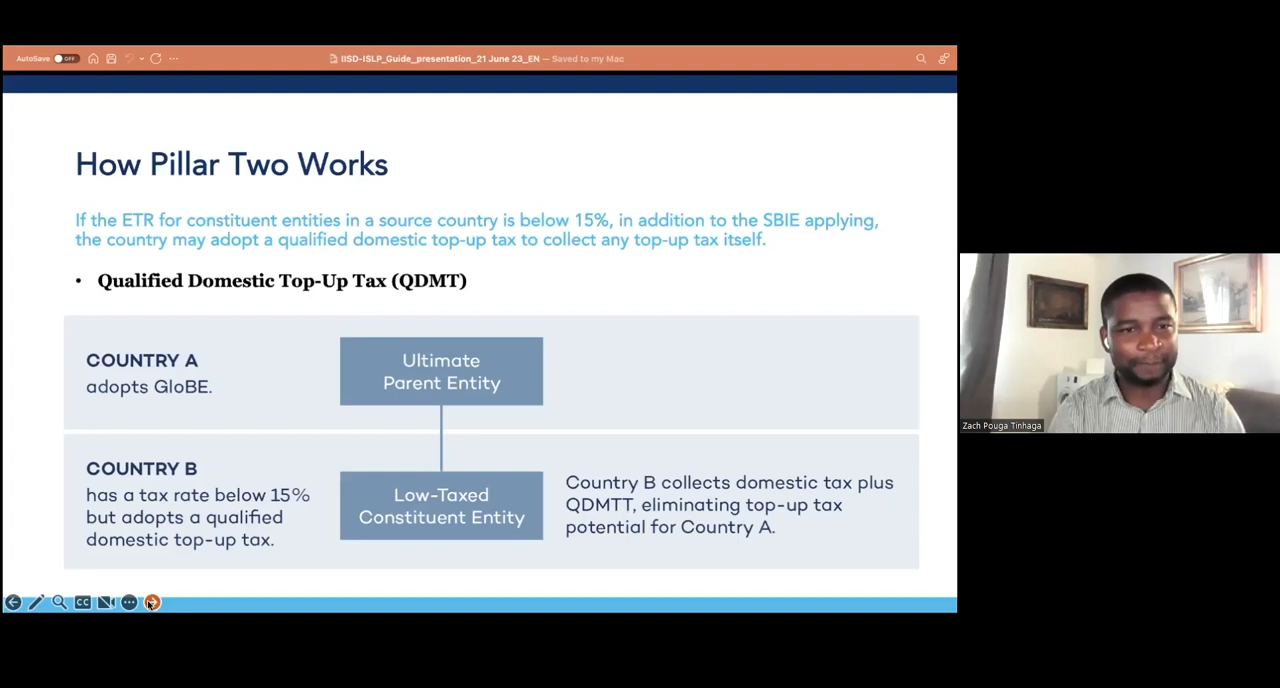 AutoSave OFF
IISD-ISLP_Guide_presentation_21 June 23_EN — Saved to my Mac
How Pillar Two Works
If the ETR for constituent entities in a source country is below 15%, in addition to the SBIE applying,
the country may adopt a qualified domestic top-up tax to collect any top-up tax itself.
• Qualified Domestic Top-Up Tax (QDMT)
COUNTRY A
adopts GloBE.
Ultimate
Parent Entity
COUNTRY B
has a tax rate below 15%
but adopts a qualified
domestic top-up tax.
Low-Taxed
Constituent Entity
Country B collects domestic tax plus
QDMTT, eliminating top-up tax
potential for Country A.
CC
Zach Pouga Tinhaga